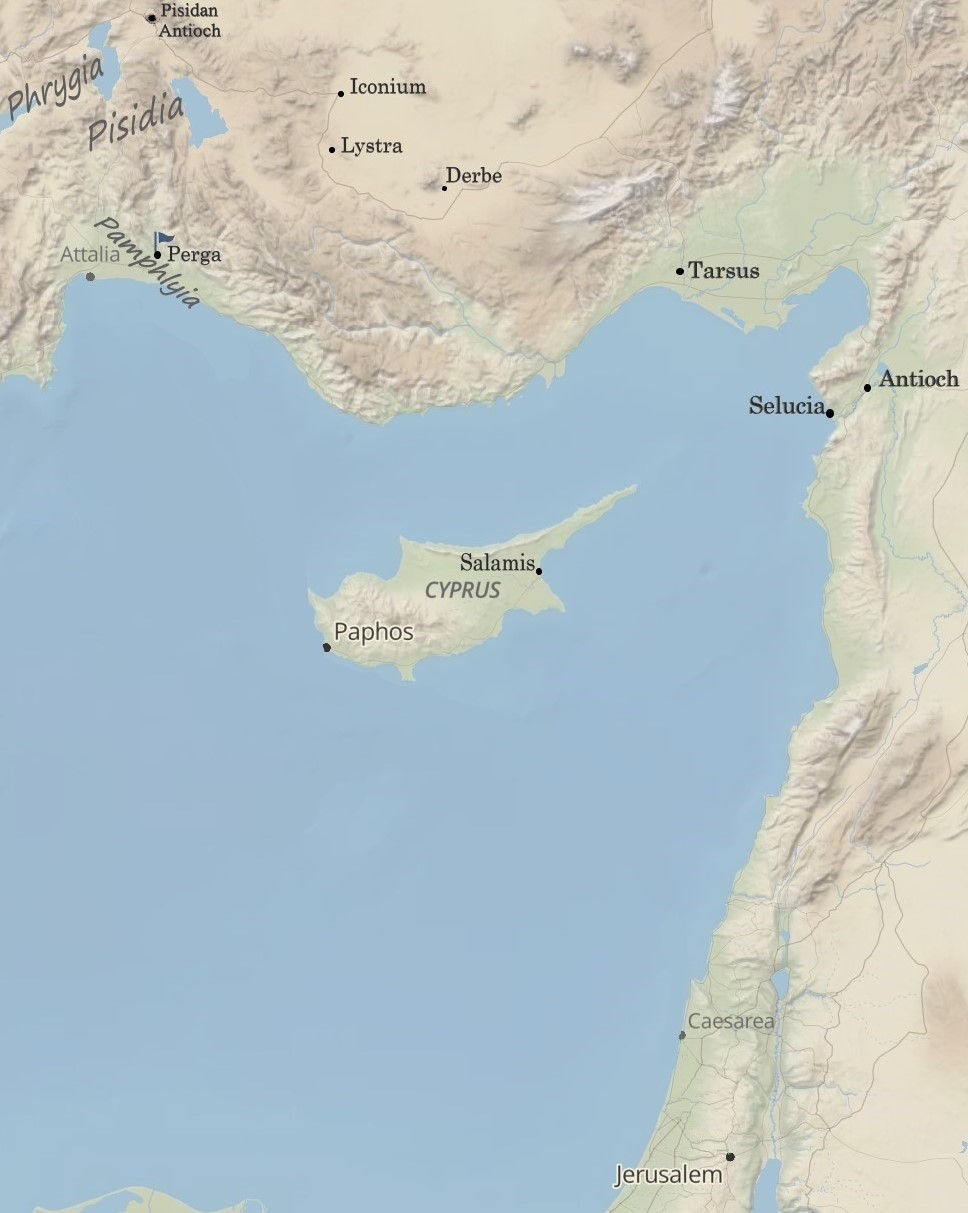 Pisidan
Antioch
Phrygia
Pisidia
Iconium
Lystra
Derbe
Pamphlyia
Attalia
Perga
Tarsus
Antioch
Selucia
Salamis
CYPRUS
Paphos
Caesarea
Jerusalem